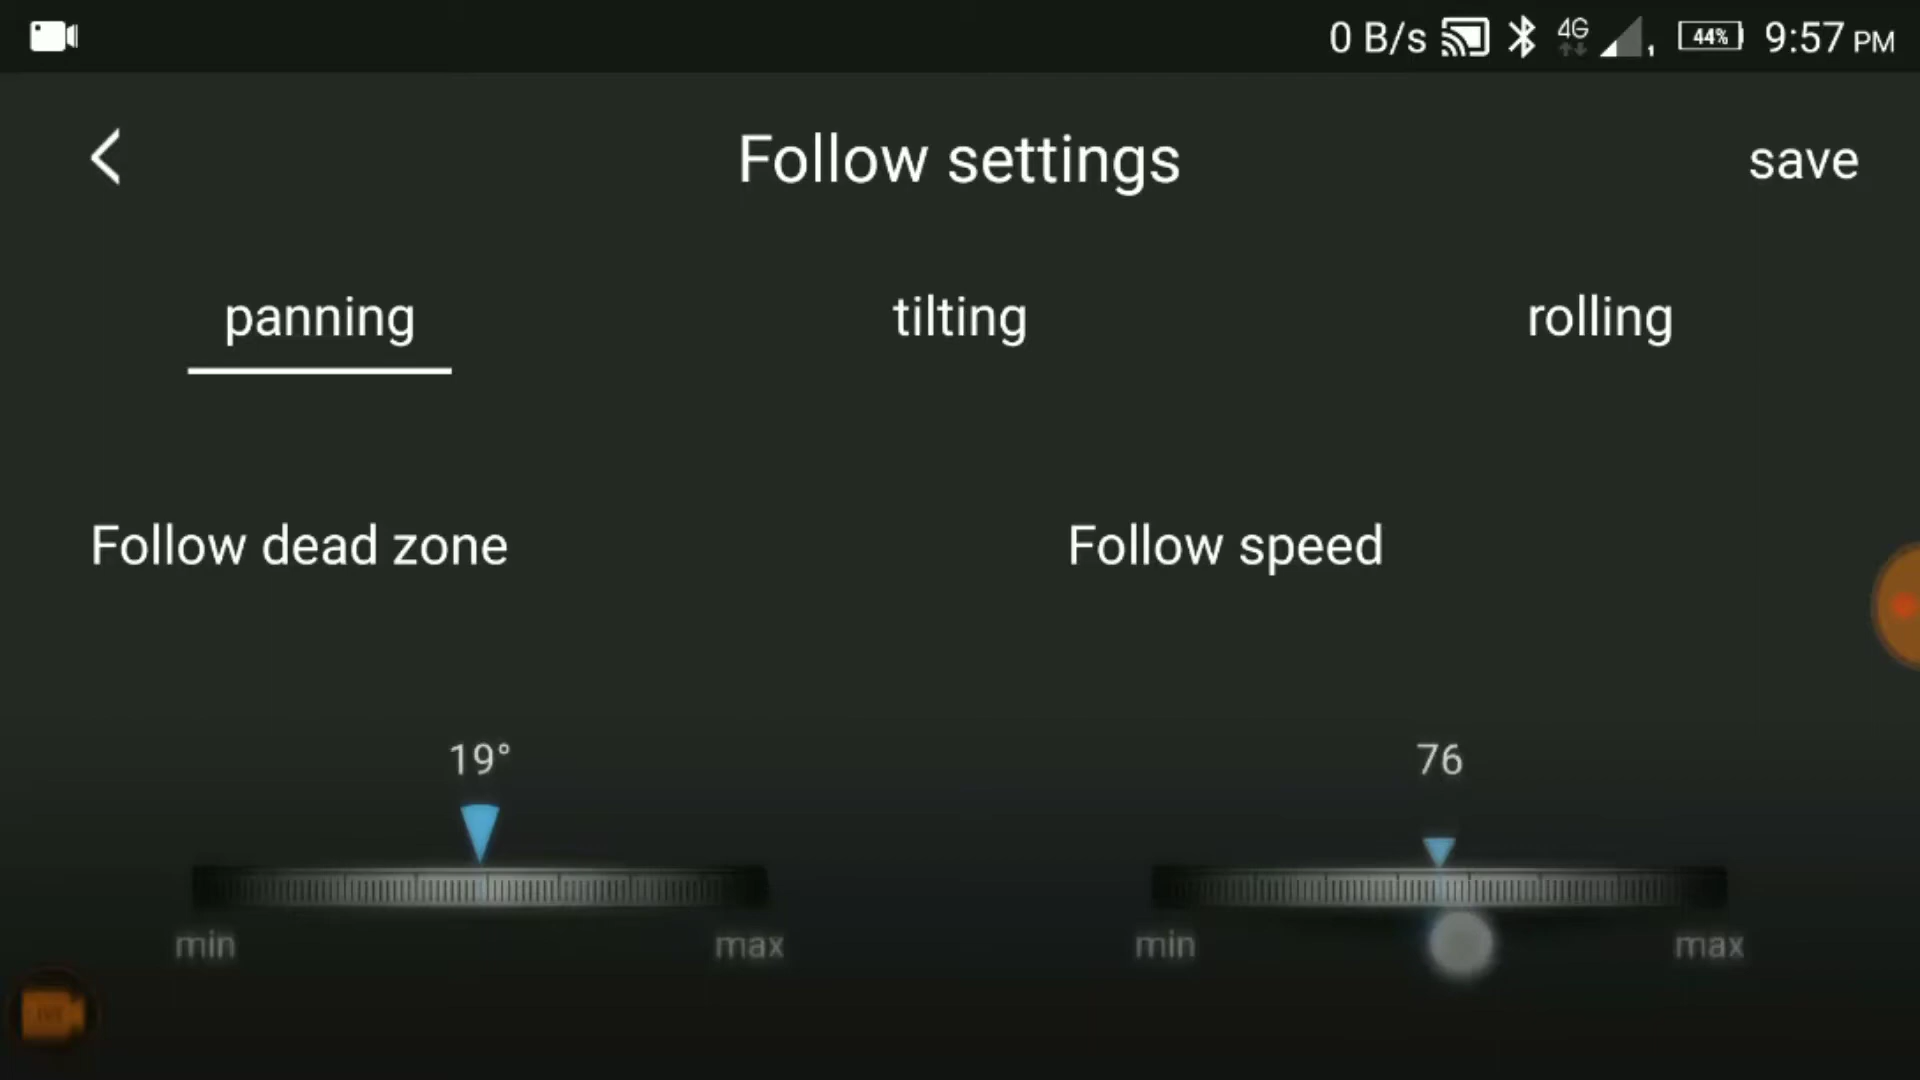 0 B/s 4G 1 44% 9:57 PM
Follow settings
save
panning tilting rolling
Follow dead zone Follow speed
19° 76
min max min max